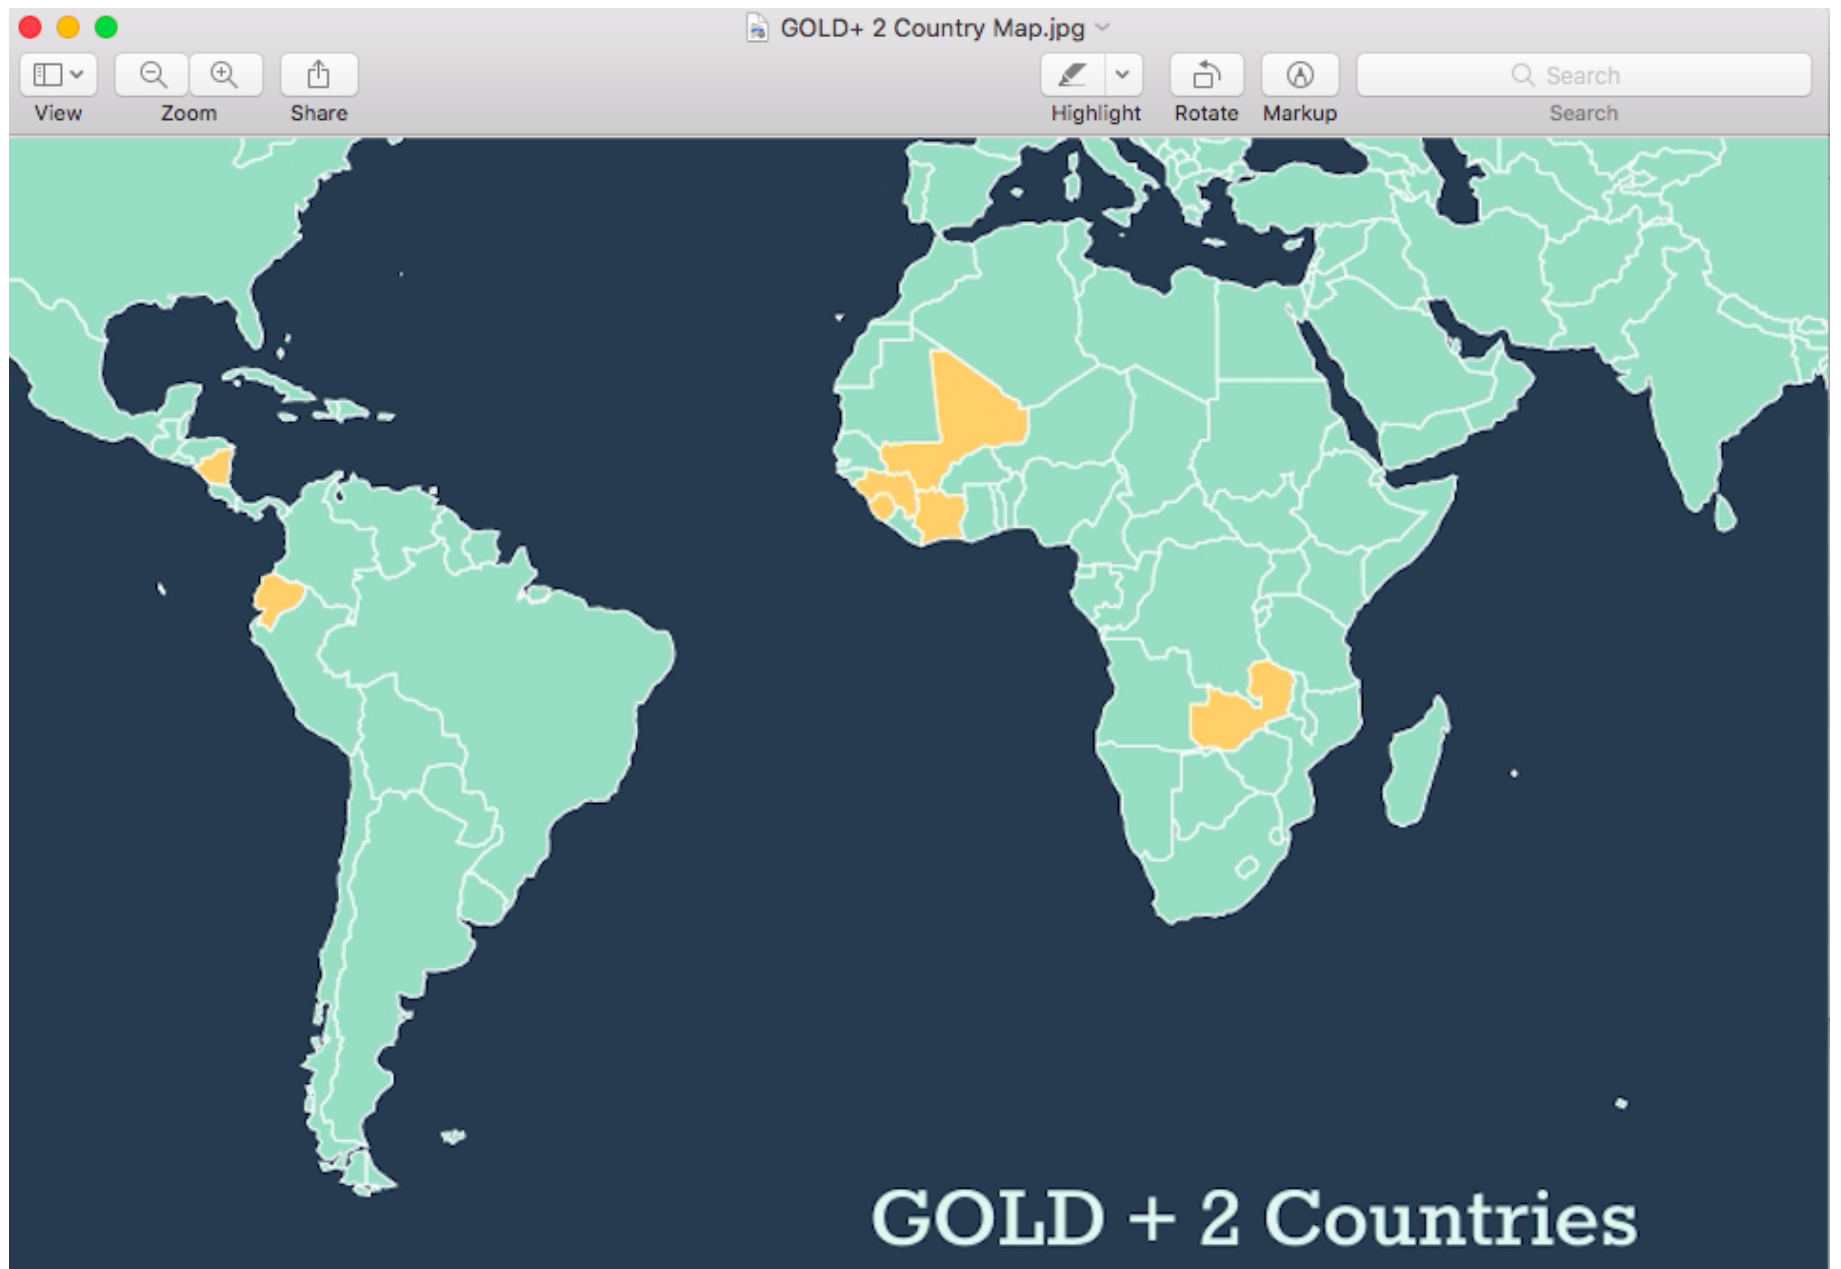 GOLD+ 2 Country Map.jpg
View
Zoom
Share
Highlight
Rotate
Markup
Search
Search
GOLD + 2 Countries